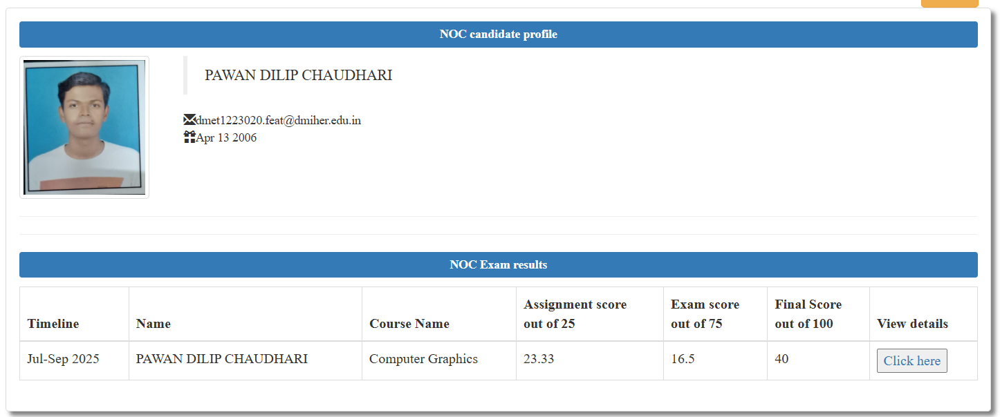 NOC candidate profile
PAWAN DILIP CHAUDHARI
dmet1223020.feat@dmiher.edu.in
Apr 13 2006
NOC Exam results
Timeline Name Course Name Assignment score out of 25 Exam score out of 75 Final Score out of 100 View details
Jul-Sep 2025 PAWAN DILIP CHAUDHARI Computer Graphics 23.33 16.5 40 Click here